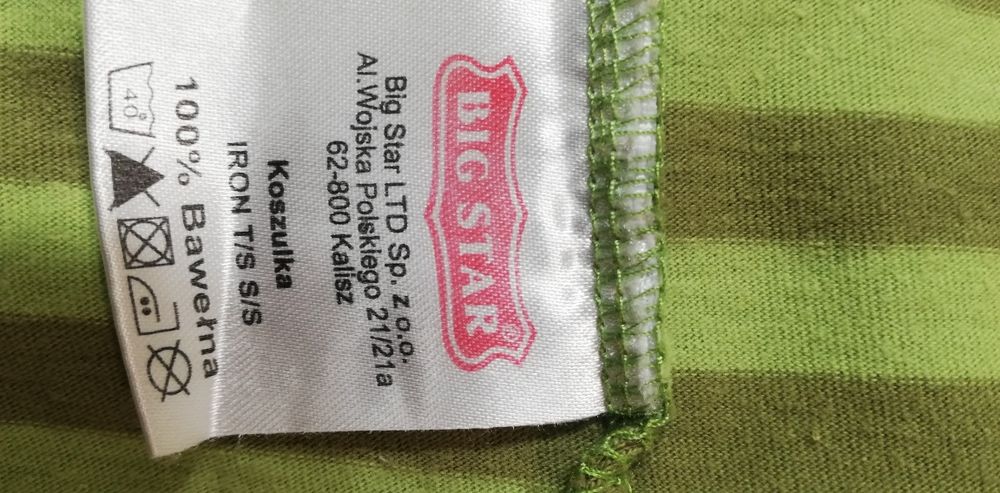 BIG STAR®
Big Star LTD Sp. z o.o.
Al.Wojska Polskiego 21/21a
62-800 Kalisz
Koszulka
IRON T/S S/S
100% Bawełna
40°